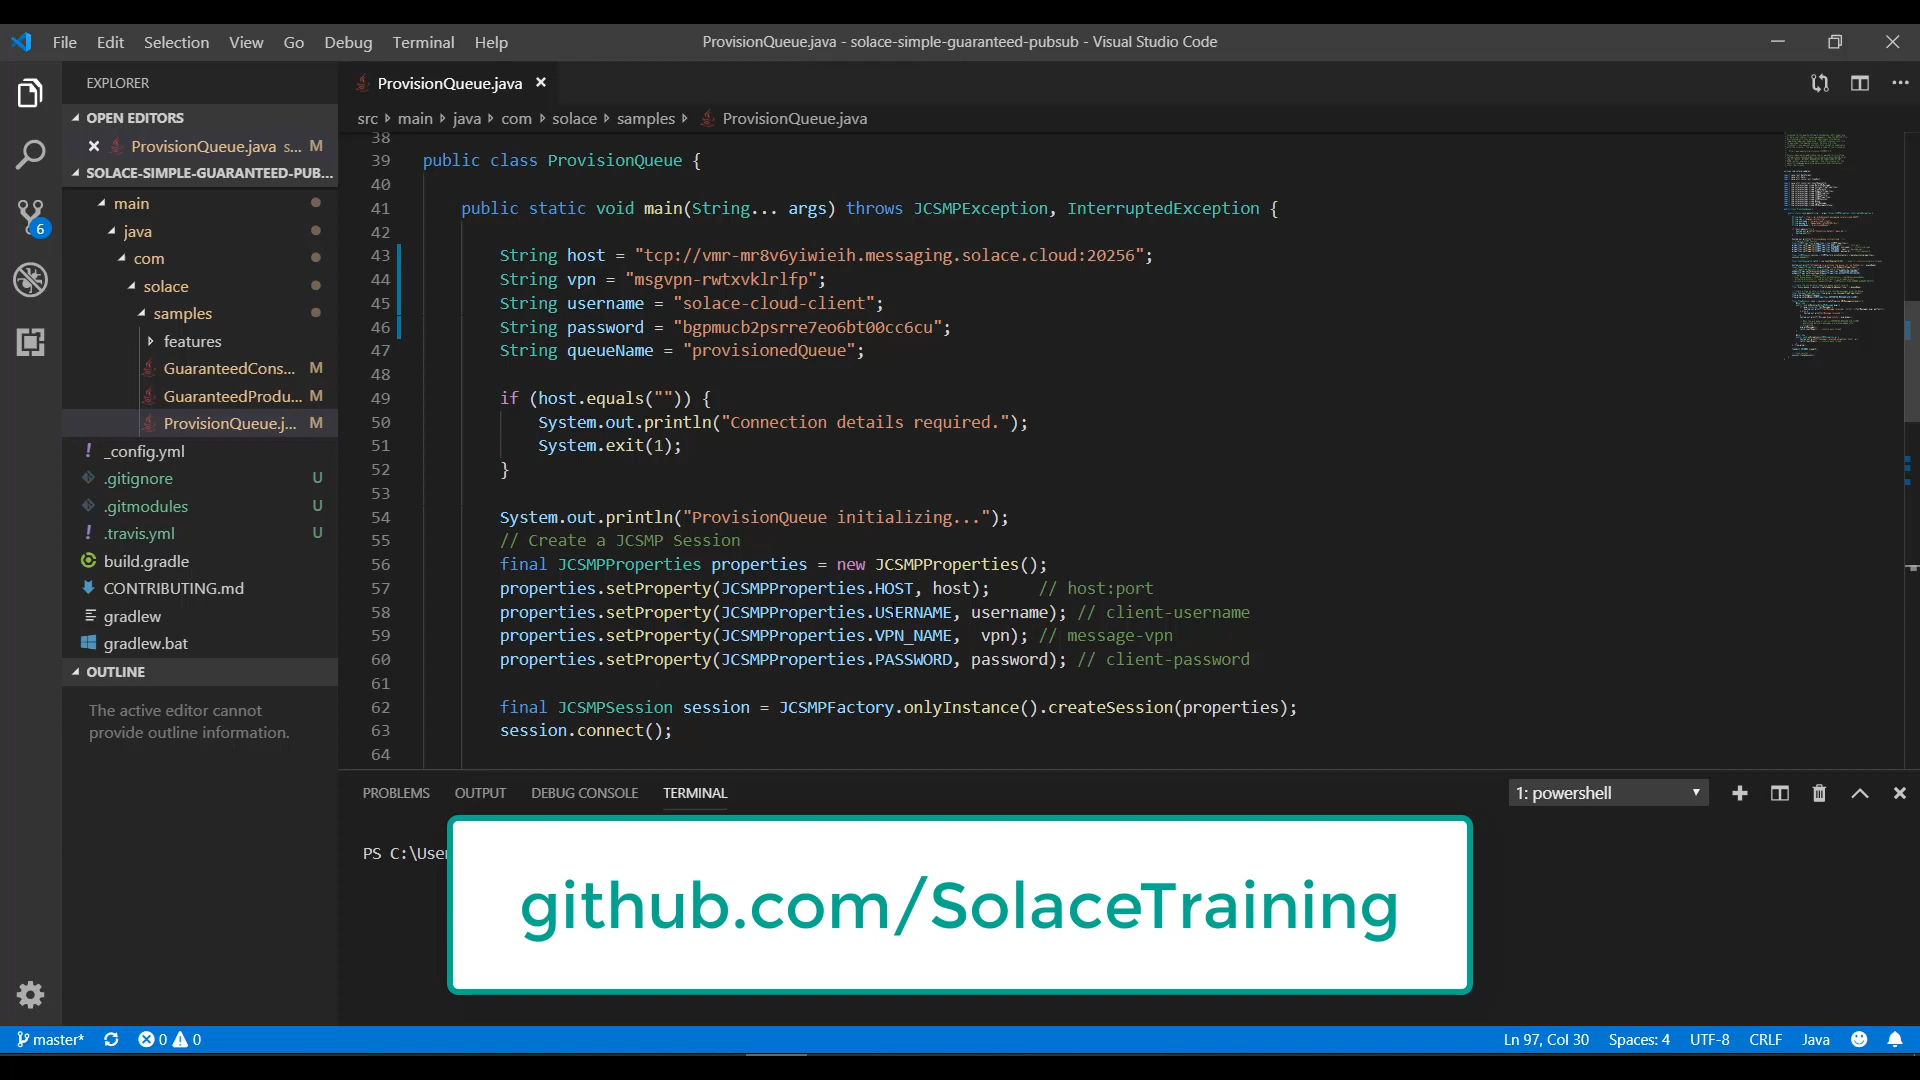 File Edit Selection View Go Debug Terminal Help
ProvisionQueue.java - solace-simple-guaranteed-pubsub - Visual Studio Code
EXPLORER
OPEN EDITORS
ProvisionQueue.java s... M
SOLACE-SIMPLE-GUARANTEED-PUB...
main
java
com
solace
samples
features
GuaranteedCons... M
GuaranteedProdu... M
ProvisionQueue.j... M
_config.yml
.gitignore U
.gitmodules U
.travis.yml U
build.gradle
CONTRIBUTING.md
gradlew
gradlew.bat
OUTLINE
The active editor cannot
provide outline information.
6
ProvisionQueue.java
src main java com solace samples ProvisionQueue.java
38
39 public class ProvisionQueue {
40
41 public static void main(String... args) throws JCSMPException, InterruptedException {
42
43 String host = "tcp://vmr-mr8v6yiwieih.messaging.solace.cloud:20256";
44 String vpn = "msgvpn-rwtxvklrlfp";
45 String username = "solace-cloud-client";
46 String password = "bgpmucb2psrre7eo6bt00cc6cu";
47 String queueName = "provisionedQueue";
48
49 if (host.equals("")) {
50 System.out.println("Connection details required.");
51 System.exit(1);
52 }
53
54 System.out.println("ProvisionQueue initializing...");
55 // Create a JCSMP Session
56 final JCSMPProperties properties = new JCSMPProperties();
57 properties.setProperty(JCSMPProperties.HOST, host); // host:port
58 properties.setProperty(JCSMPProperties.USERNAME, username); // client-username
59 properties.setProperty(JCSMPProperties.VPN_NAME, vpn); // message-vpn
60 properties.setProperty(JCSMPProperties.PASSWORD, password); // client-password
61
62 final JCSMPSession session = JCSMPFactory.onlyInstance().createSession(properties);
63 session.connect();
64
PROBLEMS OUTPUT DEBUG CONSOLE TERMINAL
1: powershell
PS C:\User
github.com/SolaceTraining
master* 0 0
Ln 97, Col 30 Spaces: 4 UTF-8 CRLF Java